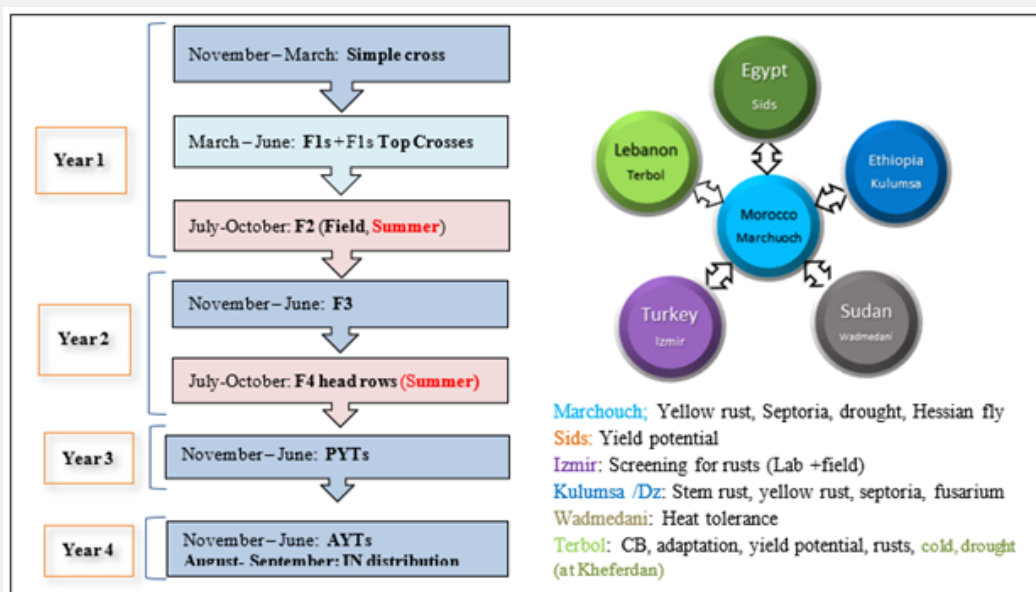 Year 1
November – March: Simple cross
March – June: F1s + F1s Top Crosses
July-October: F2 (Field, Summer)
Year 2
November – June: F3
July-October: F4 head rows (Summer)
Year 3
November – June: PYTs
Year 4
November – June: AYTs
August- September: IN distribution
Egypt
Sids
Lebanon
Terbol
Ethiopia
Kulumsa
Morocco
Marchuoch
Turkey
Izmir
Sudan
Wadmedani
Marchouch; Yellow rust, Septoria, drought, Hessian fly
Sids: Yield potential
Izmir: Screening for rusts (Lab +field)
Kulumsa /Dz: Stem rust, yellow rust, septoria, fusarium
Wadmedani: Heat tolerance
Terbol: CB, adaptation, yield potential, rusts, cold, drought
(at Kheferdan)